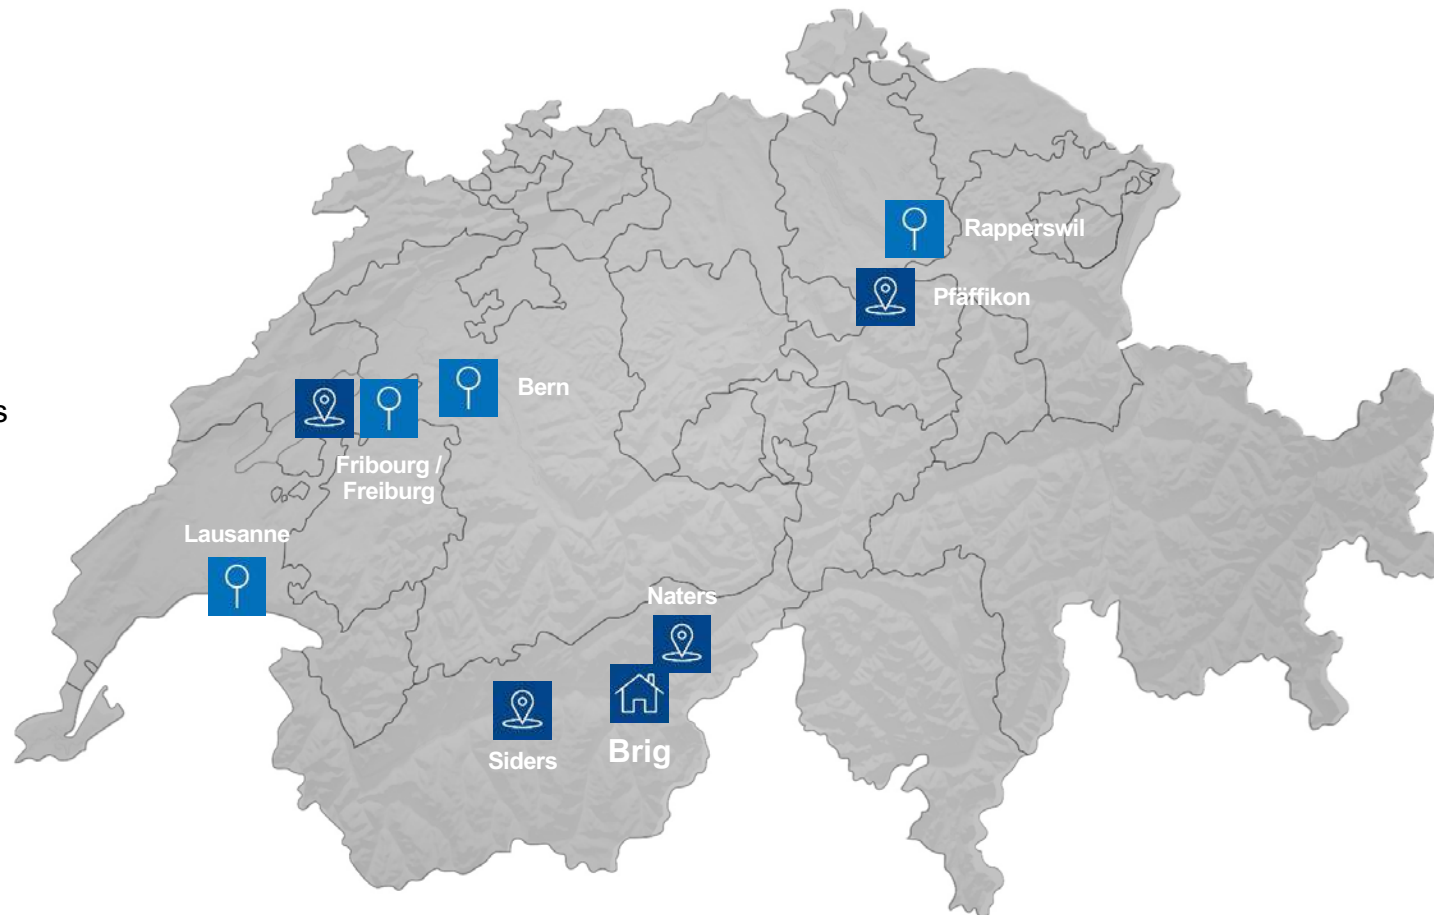 Rapperswil
Pfäffikon
Bern
s
Fribourg /
Freiburg
Lausanne
Naters
Siders
Brig